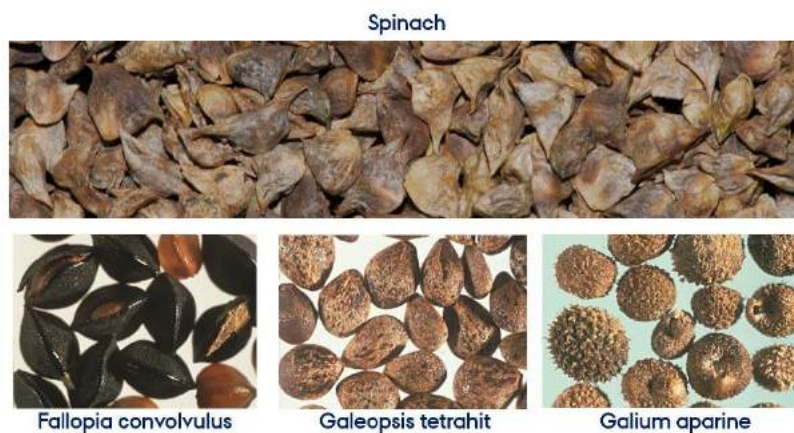 Spinach
Fallopia convolvulus
Galeopsis tetrahit
Galium aparine